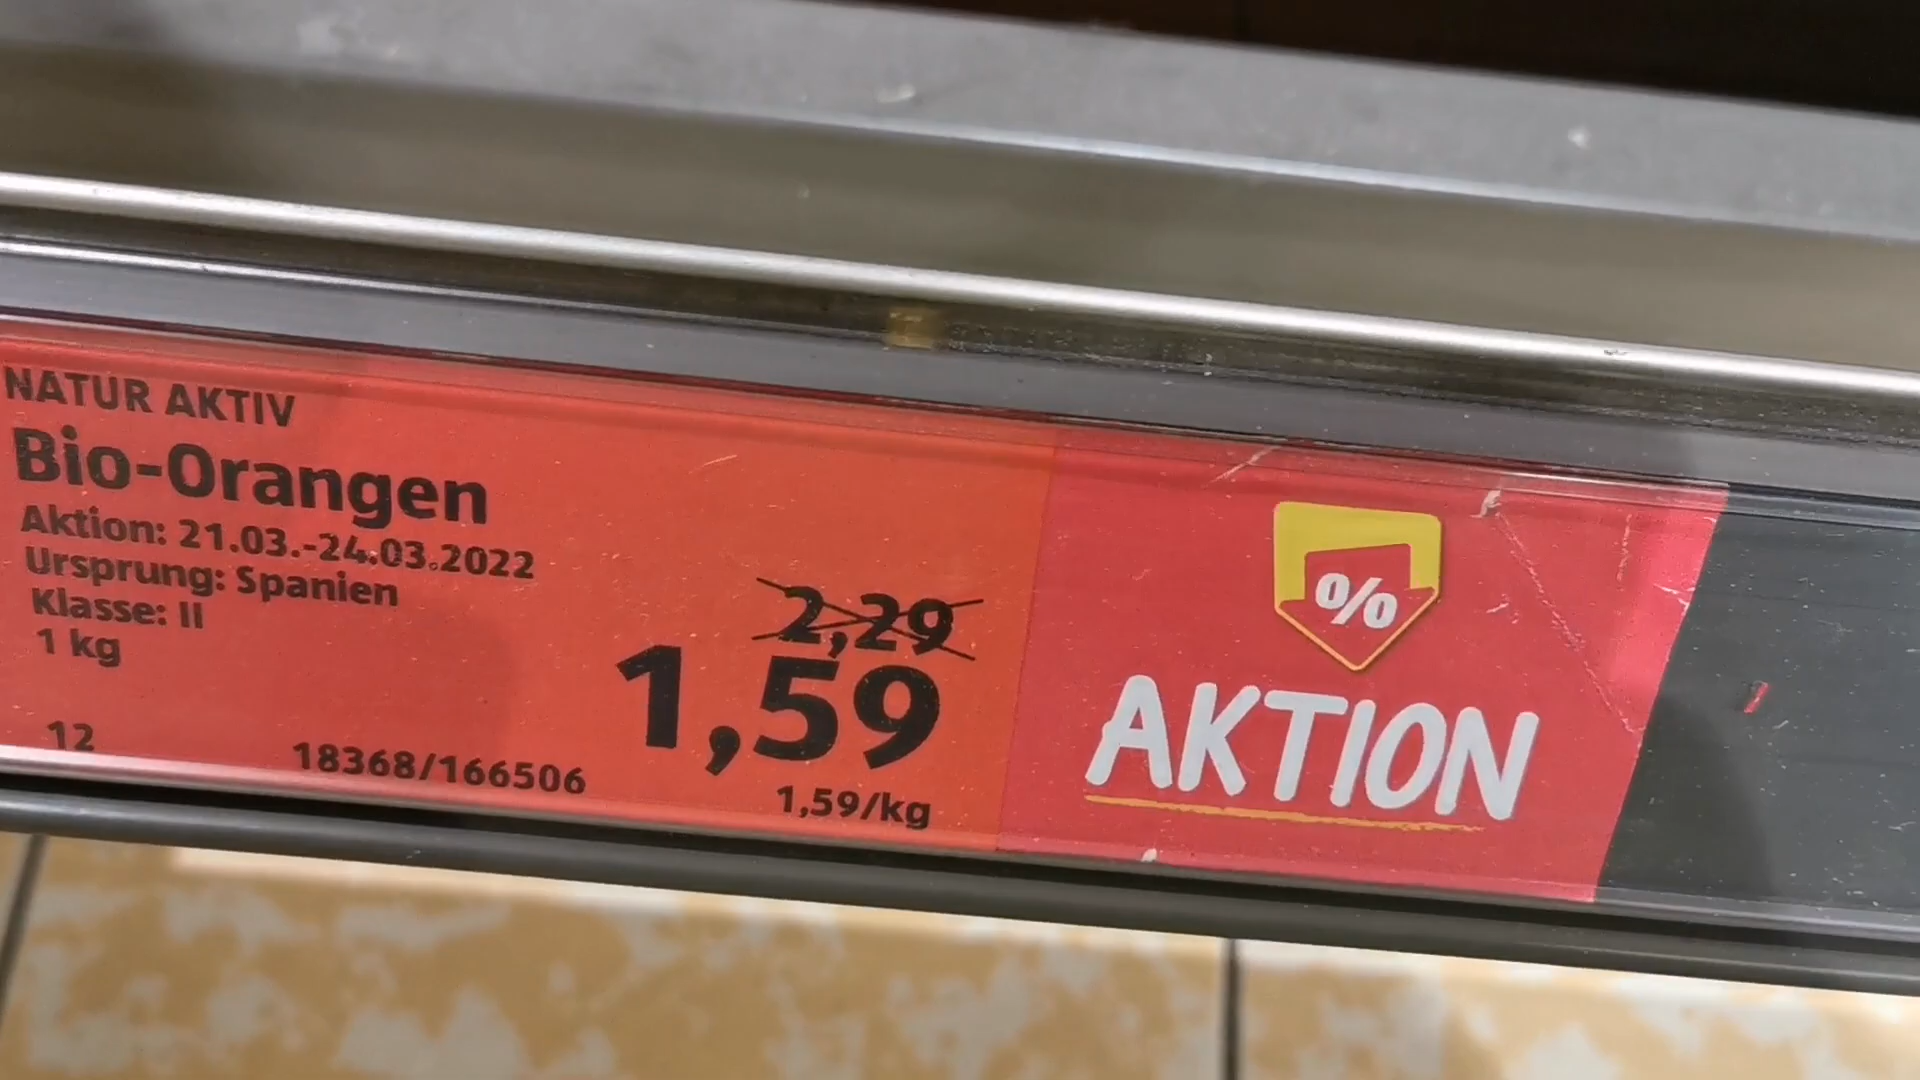 NATUR AKTIV
Bio-Orangen
Aktion: 21.03.-24.03.2022
Ursprung: Spanien
Klasse: II
1 kg
2,29
1,59
1,59/kg
12
18368/166506
%
AKTION